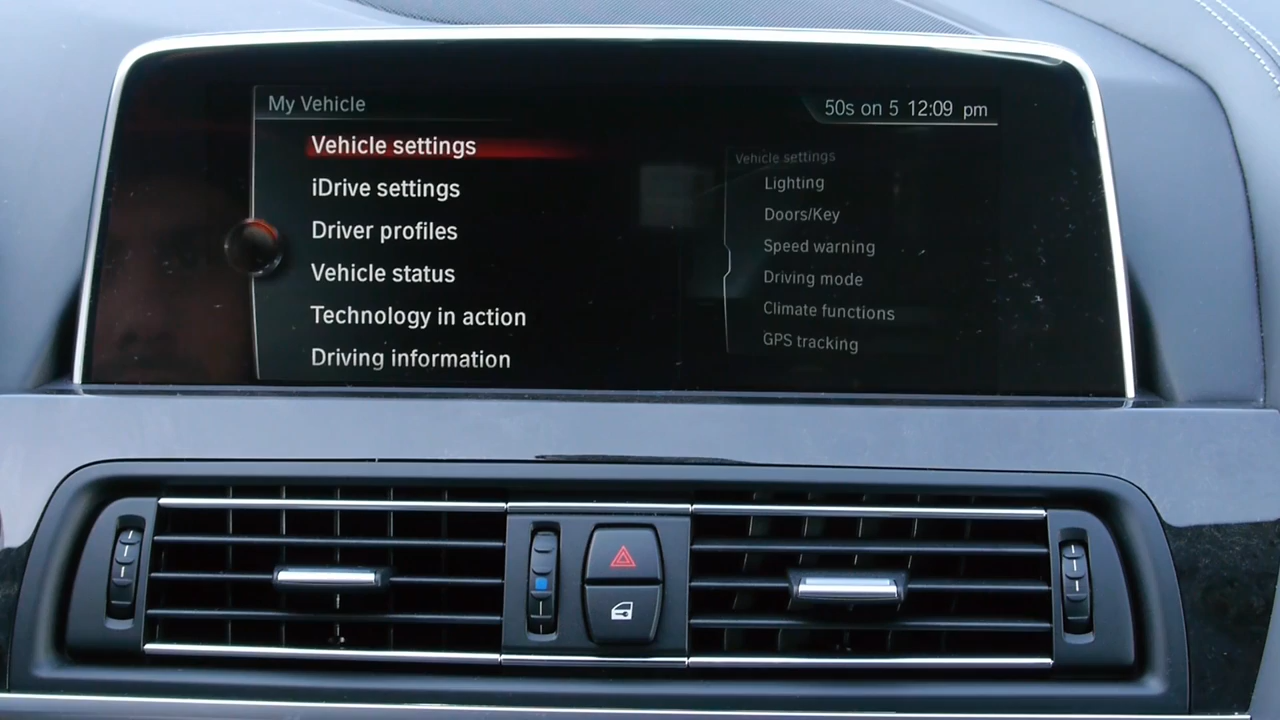 My Vehicle
50s on 5 12:09 pm
Vehicle settings
iDrive settings
Driver profiles
Vehicle status
Technology in action
Driving information
Vehicle settings
Lighting
Doors/Key
Speed warning
Driving mode
Climate functions
GPS tracking